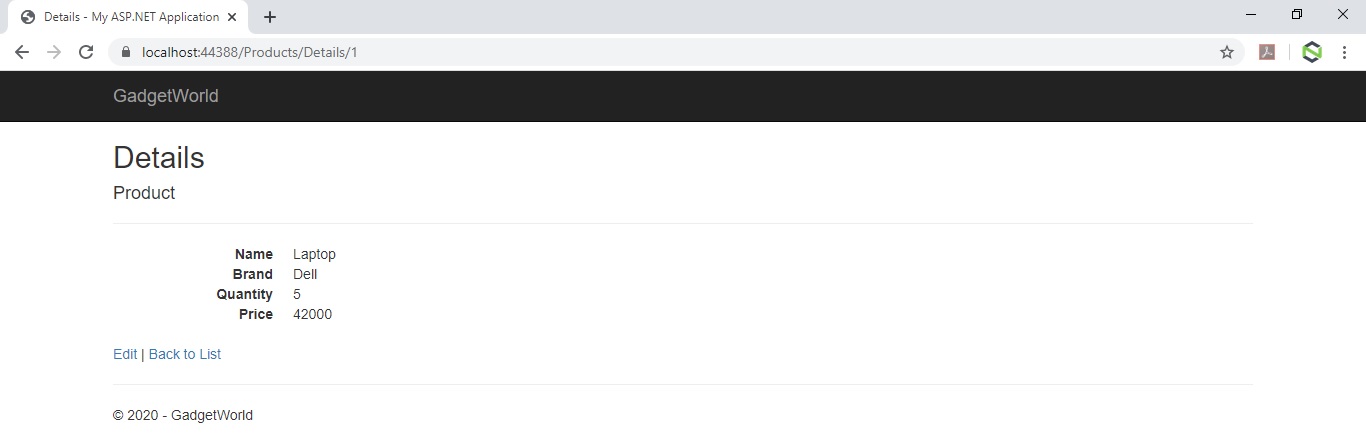 Details - My ASP.NET Application
localhost:44388/Products/Details/1
GadgetWorld
Details
Product
Name Laptop
Brand Dell
Quantity 5
Price 42000
Edit | Back to List
© 2020 - GadgetWorld